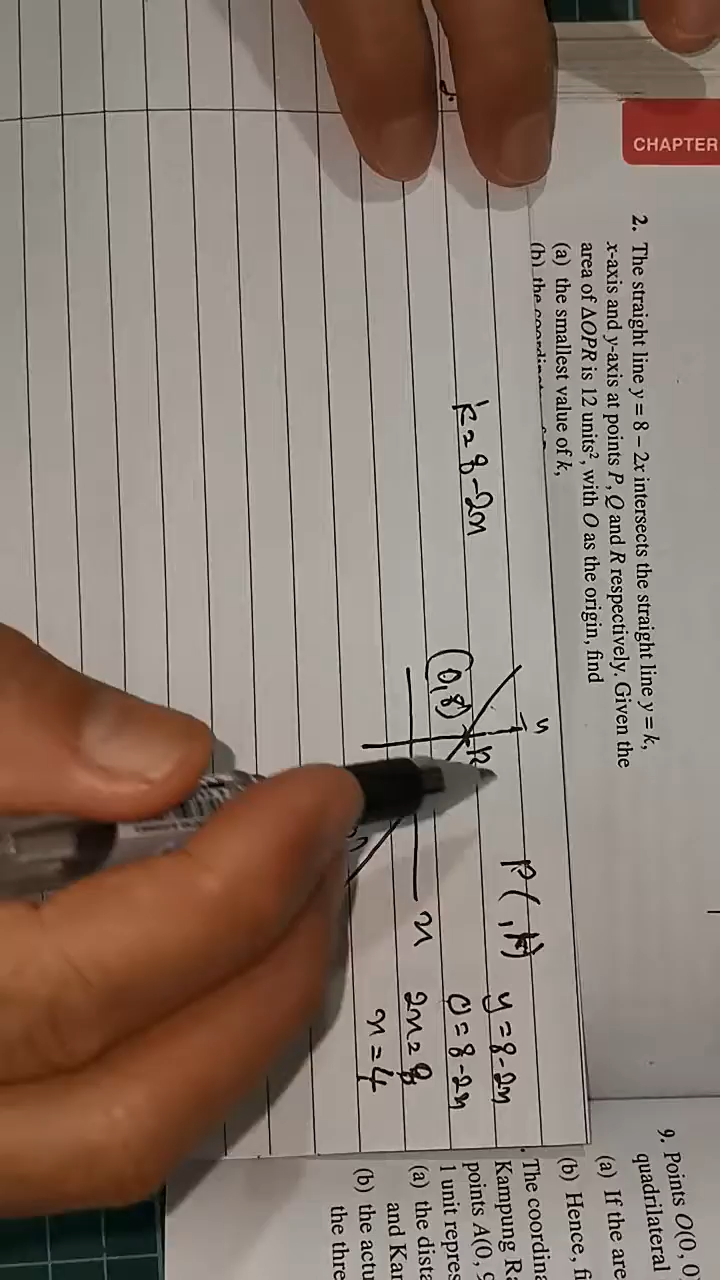 CHAPTER
2. The straight line y = 8 – 2x intersects the straight line y = k,
x-axis and y-axis at points P, Q and R respectively. Given the
area of ΔOPR is 12 units², with O as the origin, find
(a) the smallest value of k,
(b) the
k = 8-2x
y
(0,8)
R
x
P( , k)
y = 8-2x
0 = 8-2x
2x = 8
x = 4
9. Points O(0, 0)
quadrilateral
(a) If the are
(b) Hence, fi
The coordin
Kampung R
points A(0, 9
1 unit repres
(a) the dista
and Kar
(b) the actu
the thre